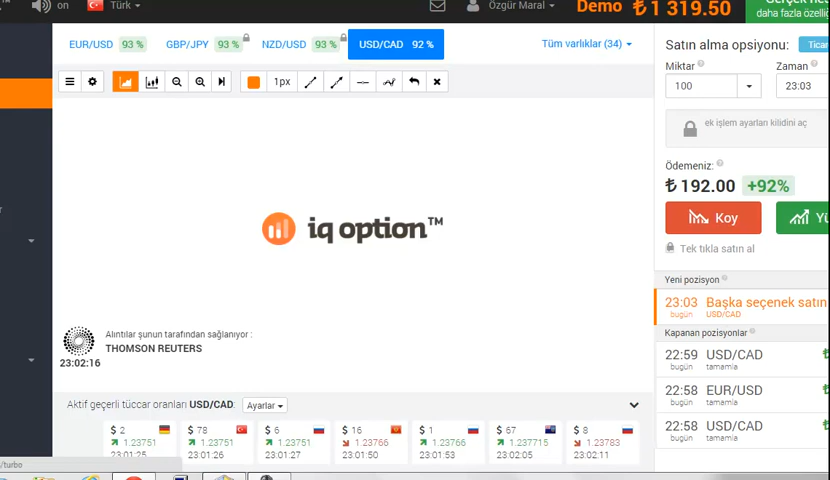 on Türk Özgür Maral Demo ₺ 1 319.50
daha fazla özelliğ
EUR/USD 93 % GBP/JPY 93 % NZD/USD 93 % USD/CAD 92 % Tüm varlıklar (34)
Satın alma opsiyonu: Ticar
Miktar Zaman
100 23:03
1px
ek işlem ayarları kilidini aç
Ödemeniz:
₺ 192.00 +92%
Koy
Tek tıkla satın al
iq option™
Yeni pozisyon
23:03 Başka seçenek satın
bugün USD/CAD
Kapanan pozisyonlar
22:59 USD/CAD
bugün tamamla
22:58 EUR/USD
bugün tamamla
22:58 USD/CAD
bugün tamamla
Alıntılar şunun tarafından sağlanıyor :
THOMSON REUTERS
23:02:16
Aktif geçerli tüccar oranları USD/CAD: Ayarlar
$ 2 $ 78 $ 6 $ 16 $ 1 $ 67 $ 8
1.23751 1.23751 1.23751 1.23766 1.23766 1.237715 1.23783
23:01:25 23:01:26 23:01:27 23:01:50 23:01:53 23:02:05 23:02:11
/turbo